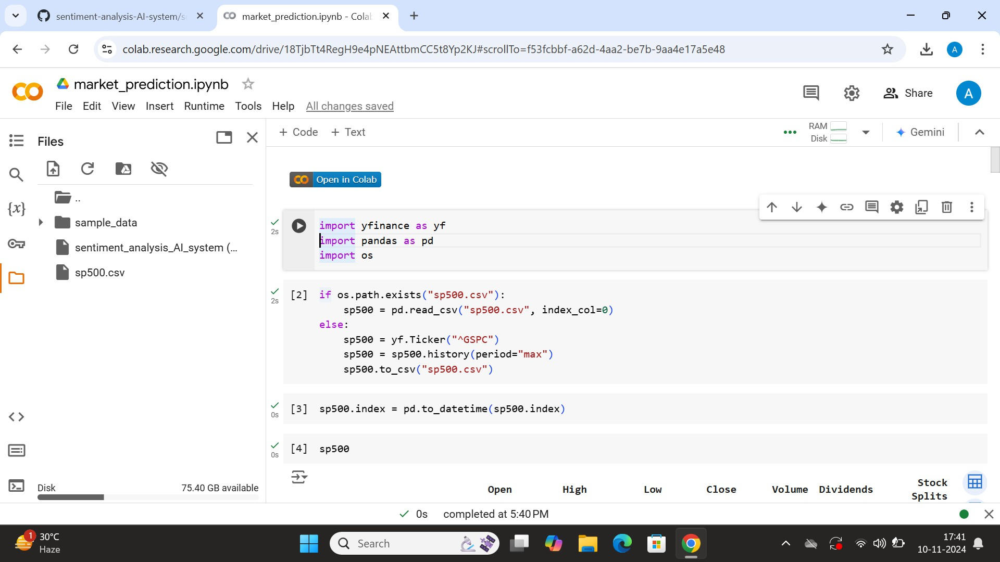 sentiment-analysis-AI-system/s
market_prediction.ipynb - Colab
colab.research.google.com/drive/18TjbTt4RegH9e4pNEAttbmCC5t8Yp2KJ#scrollTo=f53fcbbf-a62d-4aa2-be7b-9aa4e17a5e48
A
market_prediction.ipynb
File Edit View Insert Runtime Tools Help All changes saved
Share
A
Files
+ Code + Text
RAM
Disk
Gemini
..
sample_data
sentiment_analysis_AI_system (...
sp500.csv
{x}
Disk 75.40 GB available
Open in Colab
2s
import yfinance as yf
import pandas as pd
import os
2s
[2] if os.path.exists("sp500.csv"):
sp500 = pd.read_csv("sp500.csv", index_col=0)
else:
sp500 = yf.Ticker("^GSPC")
sp500 = sp500.history(period="max")
sp500.to_csv("sp500.csv")
0s
[3] sp500.index = pd.to_datetime(sp500.index)
0s
[4] sp500
Open High Low Close Volume Dividends Stock
Splits
0s completed at 5:40 PM
1
30°C
Haze
Search
17:41
10-11-2024